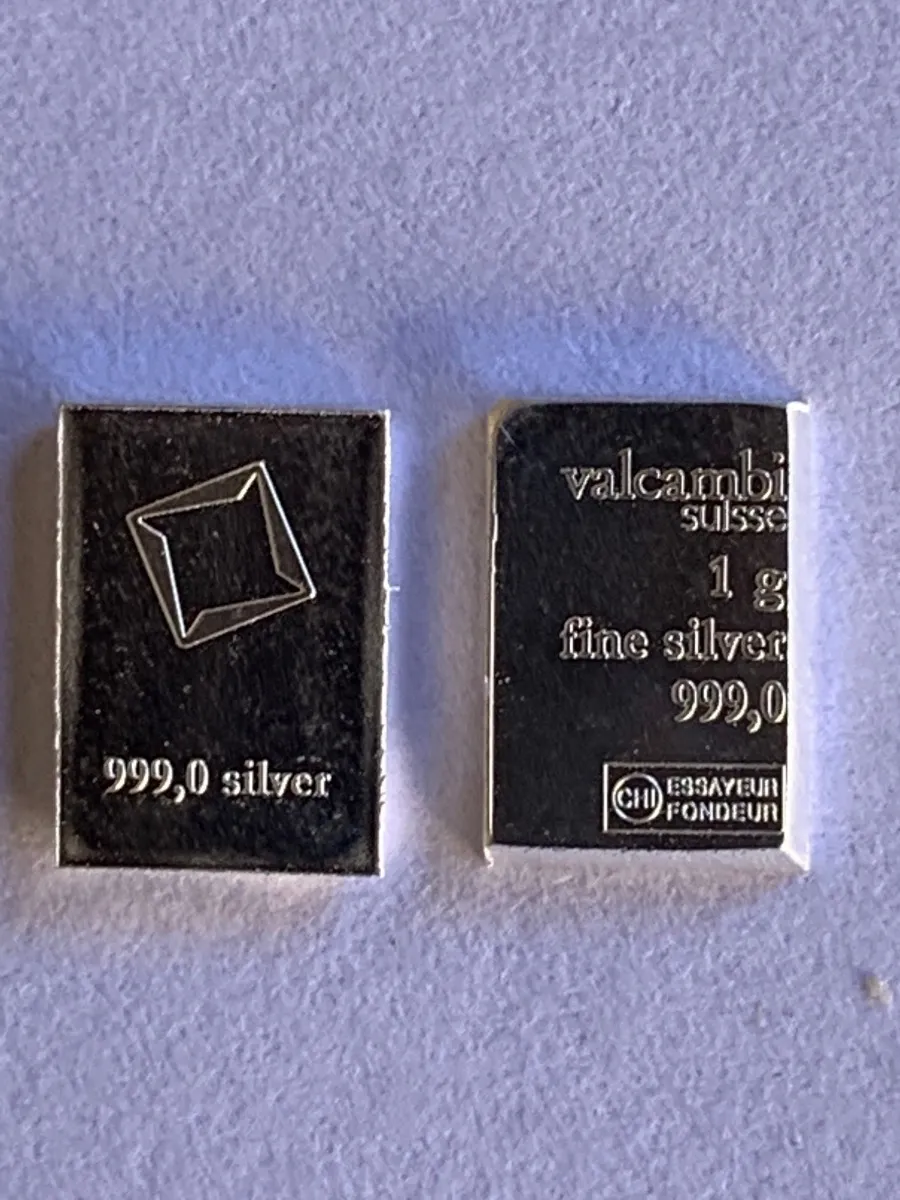 999,0 silver
valcambi
suisse
1 g
fine silver
999,0
CHI
ESSAYEUR
FONDEUR